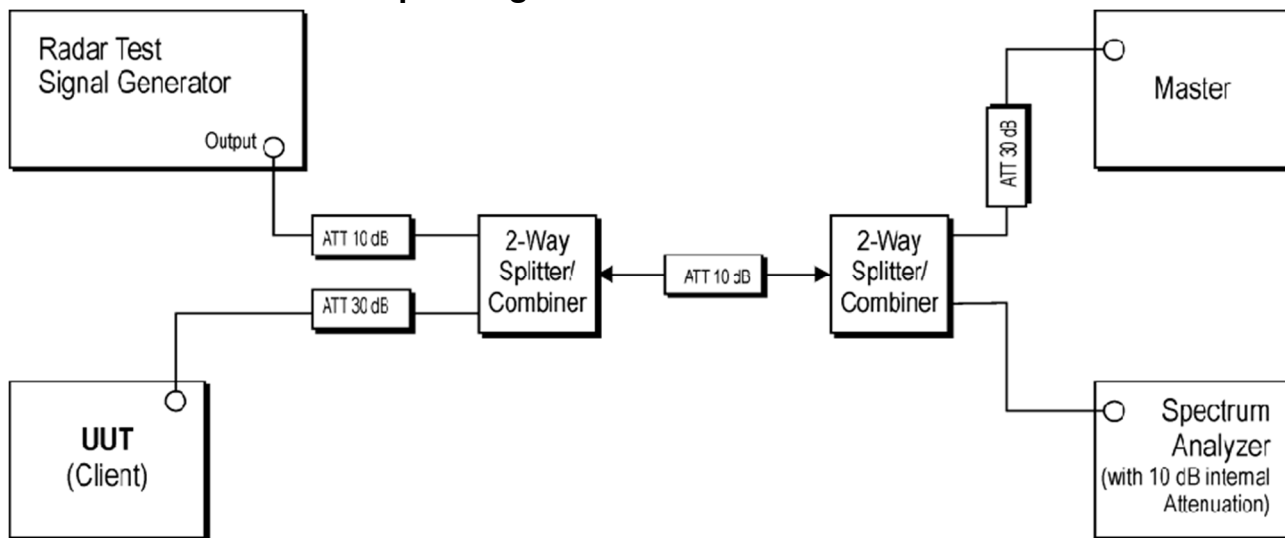 Radar Test
Signal Generator
Output
ATT 10 dB
ATT 30 dB
UUT
(Client)
2-Way
Splitter/
Combiner
ATT 10 dB
2-Way
Splitter/
Combiner
ATT 30 dB
Master
Spectrum
Analyzer
(with 10 dB internal
Attenuation)